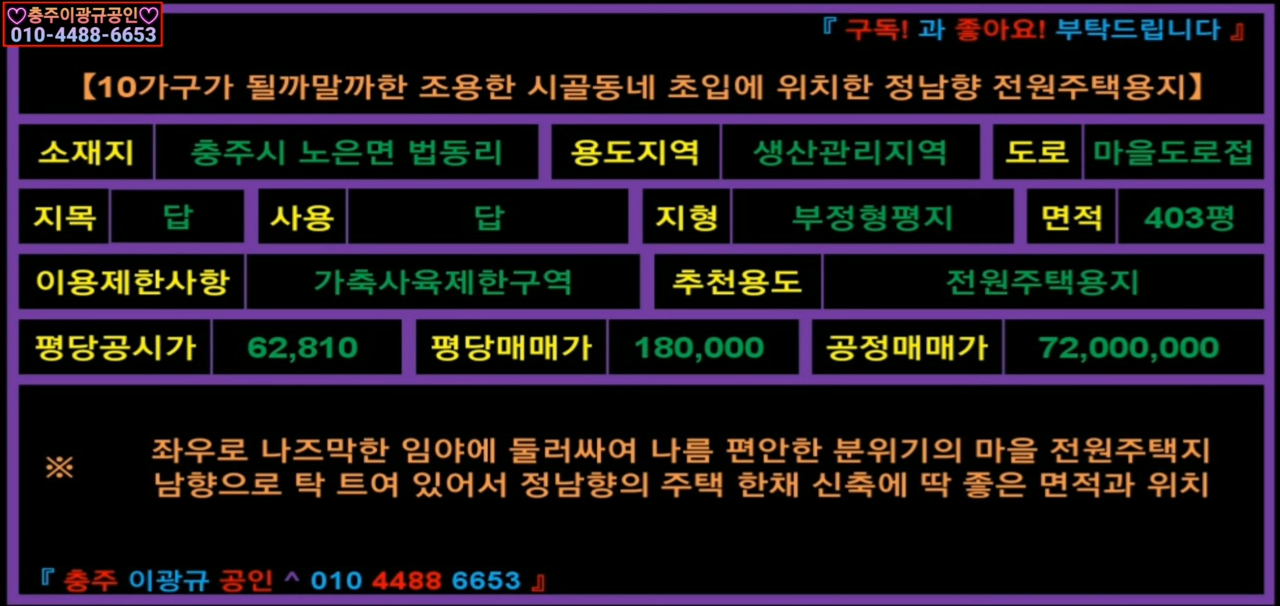 ♡충주이광규공인♡
010-4488-6653
『 구독! 과 좋아요! 부탁드립니다 』
【10가구가 될까말까한 조용한 시골동네 초입에 위치한 정남향 전원주택용지】
소재지 충주시 노은면 법동리 용도지역 생산관리지역 도로 마을도로접
지목 답 사용 답 지형 부정형평지 면적 403평
이용제한사항 가축사육제한구역 추천용도 전원주택용지
평당공시가 62,810 평당매매가 180,000 공정매매가 72,000,000
※ 좌우로 나즈막한 임야에 둘러싸여 나름 편안한 분위기의 마을 전원주택지
남향으로 탁 트여 있어서 정남향의 주택 한채 신축에 딱 좋은 면적과 위치
『 충주 이광규 공인 ^ 010 4488 6653 』